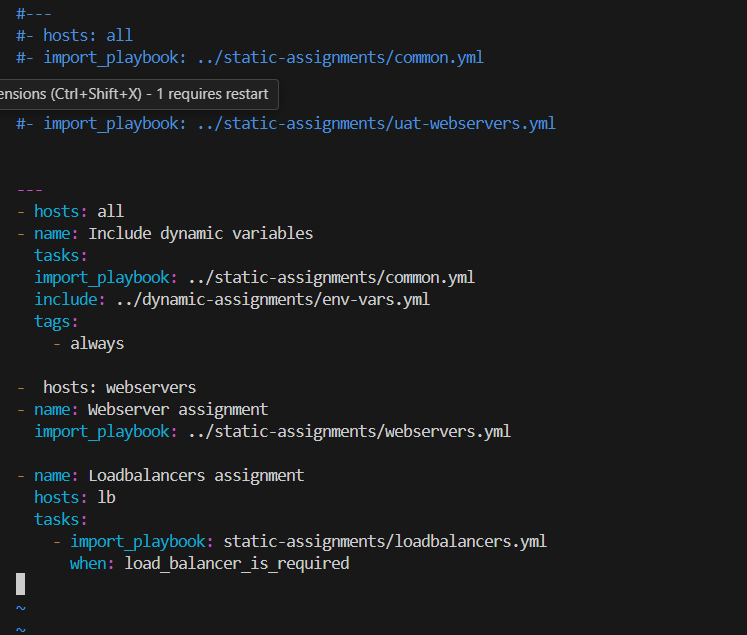 #---
#- hosts: all
#- import_playbook: ../static-assignments/common.yml
ensions (Ctrl+Shift+X) - 1 requires restart
#- import_playbook: ../static-assignments/uat-webservers.yml
---
- hosts: all
- name: Include dynamic variables
  tasks:
  import_playbook: ../static-assignments/common.yml
  include: ../dynamic-assignments/env-vars.yml
  tags:
    - always
-  hosts: webservers
- name: Webserver assignment
  import_playbook: ../static-assignments/webservers.yml
- name: Loadbalancers assignment
  hosts: lb
  tasks:
    - import_playbook: static-assignments/loadbalancers.yml
      when: load_balancer_is_required
~
~